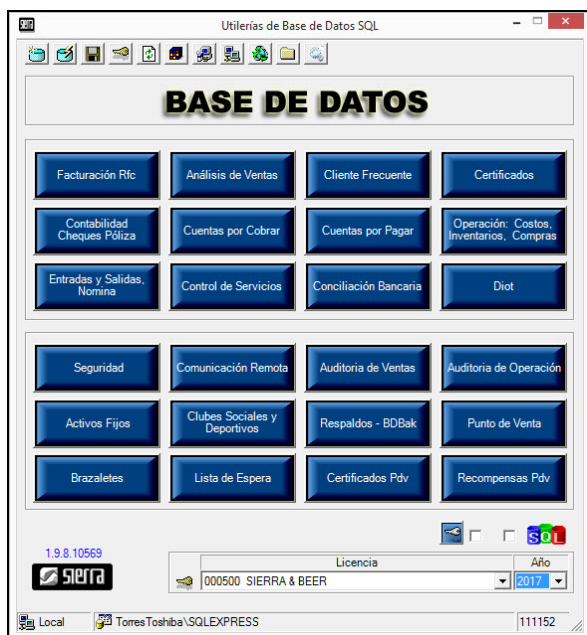 sierra
Utilerías de Base de Datos SQL
BASE DE DATOS
Facturación Rfc
Análisis de Ventas
Cliente Frecuente
Certificados
Contabilidad
Cheques Póliza
Cuentas por Cobrar
Cuentas por Pagar
Operación: Costos,
Inventarios, Compras
Entradas y Salidas,
Nomina
Control de Servicios
Conciliación Bancaria
Diot
Seguridad
Comunicación Remota
Auditoria de Ventas
Auditoria de Operación
Activos Fijos
Clubes Sociales y
Deportivos
Respaldos - BDBak
Punto de Venta
Brazaletes
Lista de Espera
Certificados Pdv
Recompensas Pdv
SQL
1.9.8.10569
sierra
Licencia
Año
000500 SIERRA & BEER
2017
Local
TorresToshiba\SQLEXPRESS
111152